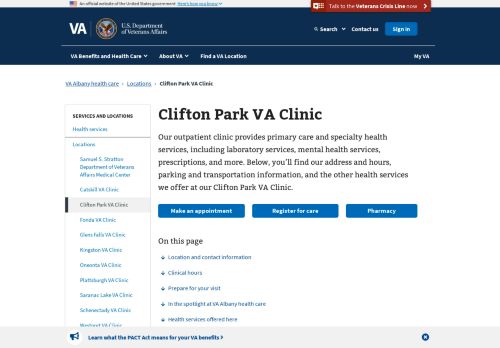 An official website of the United States government Here's how you know
Talk to the Veterans Crisis Line now
VA
U.S. Department
of Veterans Affairs
Search
Contact us
Sign in
VA Benefits and Health Care
About VA
Find a VA Location
My VA
VA Albany health care › Locations › Clifton Park VA Clinic
SERVICES AND LOCATIONS
Health services
Locations
Samuel S. Stratton
Department of Veterans
Affairs Medical Center
Catskill VA Clinic
Clifton Park VA Clinic
Fonda VA Clinic
Glens Falls VA Clinic
Kingston VA Clinic
Oneonta VA Clinic
Plattsburgh VA Clinic
Saranac Lake VA Clinic
Schenectady VA Clinic
Westport VA Clinic
Clifton Park VA Clinic
Our outpatient clinic provides primary care and specialty health
services, including laboratory services, mental health services,
prescriptions, and more. Below, you'll find our address and hours,
parking and transportation information, and the other health services
we offer at our Clifton Park VA Clinic.
Make an appointment
Register for care
Pharmacy
On this page
Location and contact information
Clinical hours
Prepare for your visit
In the spotlight at VA Albany health care
Health services offered here
Learn what the PACT Act means for your VA benefits